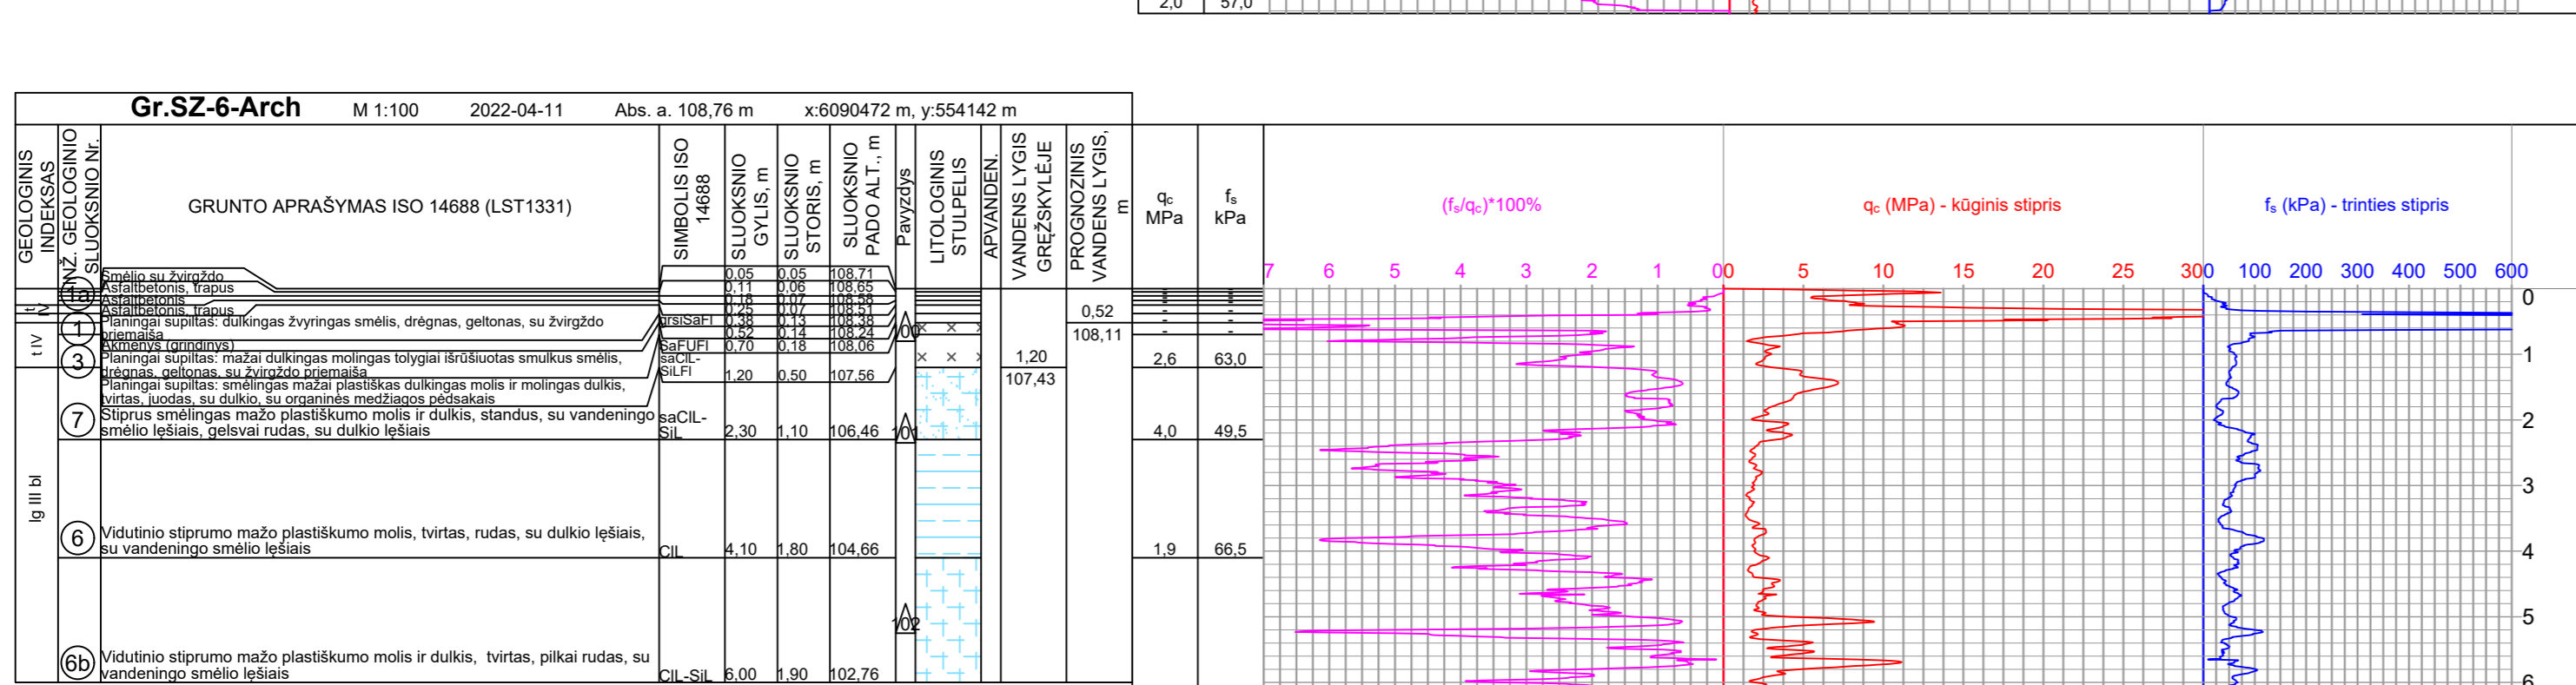 2,0 57,0
Gr.SZ-6-Arch M 1:100 2022-04-11 Abs. a. 108,76 m x:6090472 m, y:554142 m
GEOLOGINIS INDEKSAS
INŽ. GEOLOGINIO SLUOKSNIO Nr.
GRUNTO APRAŠYMAS ISO 14688 (LST1331)
SIMBOLIS ISO 14688
SLUOKSNIO GYLIS, m
SLUOKSNIO STORIS, m
SLUOKSNIO PADO ALT., m
Pavyzdys
LITOLOGINIS STULPELIS
APVANDEN.
VANDENS LYGIS GRĘŽSKYLĖJE
PROGNOZINIS VANDENS LYGIS, m
qc MPa
fs kPa
(fs/qc)*100%
qc (MPa) - kūginis stipris
fs (kPa) - trinties stipris
7 6 5 4 3 2 1 0
0 5 10 15 20 25 30
0 100 200 300 400 500 600
Smėlio su žvirgždo 0,05 0,05 108,71
Asfaltbetonis, trapus 0,11 0,06 108,65
1a Asfaltbetonis 0,18 0,07 108,58
Asfaltbetonis, trapus 0,25 0,07 108,51
t IV
1 Planingai supiltas: dulkingas žvyringas smėlis, drėgnas, geltonas, su žvirgždo
priemaiša
grsiSaFl 0,38 0,13 108,38
Akmenys (grindinys) 0,52 0,14 108,24
3 Planingai supiltas: mažai dulkingas molingas tolygiai išrūšiuotas smulkus smėlis,
drėgnas, geltonas, su žvirgždo priemaiša
SaFUFl 0,70 0,18 108,06
Planingai supiltas: smėlingas mažai plastiškas dulkingas molis ir molingas dulkis,
tvirtas, juodas, su dulkio, su organinės medžiagos pėdsakais
saClL-
SiLFl 1,20 0,50 107,56
t IV
100
0,52
108,11
1,20
107,43
- -
2,6 63,0
7 Stiprus smėlingas mažo plastiškumo molis ir dulkis, standus, su vandeningo
smėlio lęšiais, gelsvai rudas, su dulkio lęšiais
saClL-
SiL 2,30 1,10 106,46 101 4,0 49,5
lg III bl
6 Vidutinio stiprumo mažo plastiškumo molis, tvirtas, rudas, su dulkio lęšiais,
su vandeningo smėlio lęšiais
ClL 4,10 1,80 104,66 1,9 66,5
102
6b Vidutinio stiprumo mažo plastiškumo molis ir dulkis, tvirtas, pilkai rudas, su
vandeningo smėlio lęšiais
ClL-SiL 6,00 1,90 102,76
0
1
2
3
4
5
6